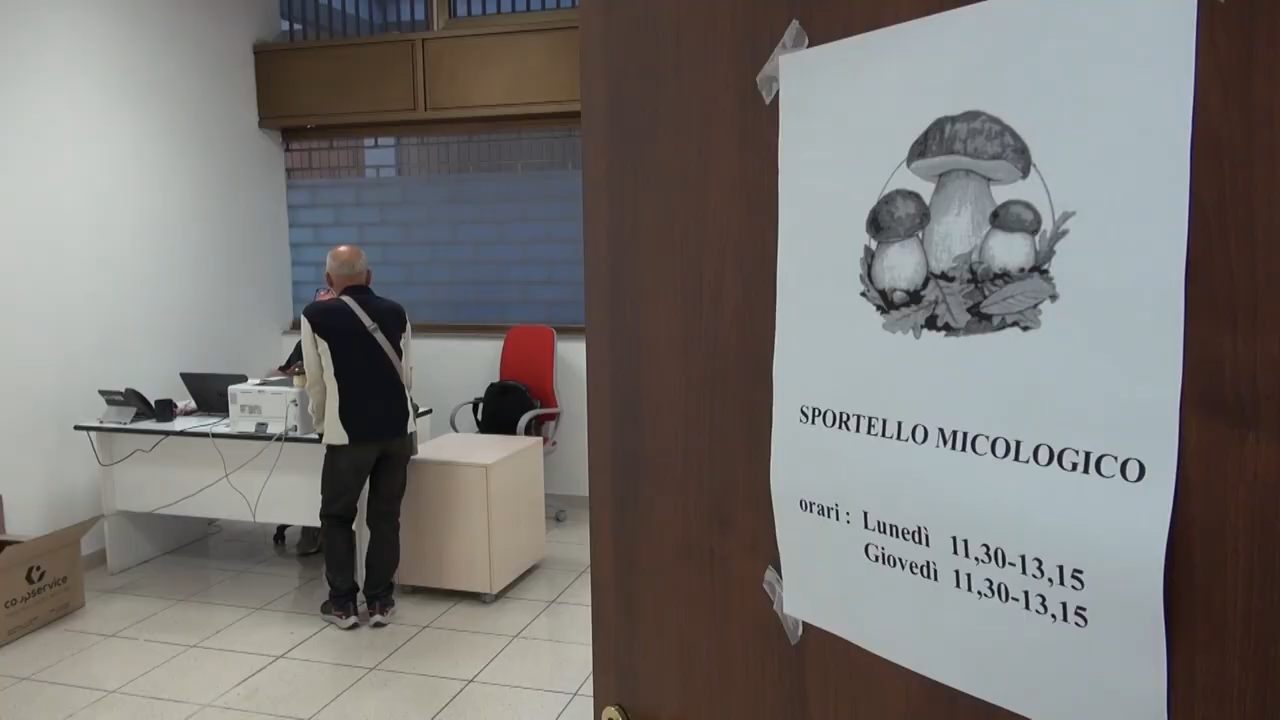 SPORTELLO MICOLOGICO
orari : Lunedì 11,30-13,15
Giovedì 11,30-13,15
coopservice